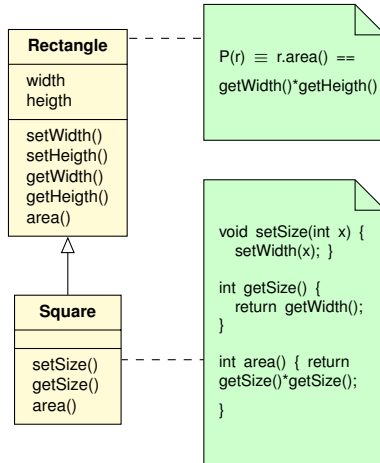 Rectangle
width
heigth
setWidth()
setHeigth()
getWidth()
getHeigth()
area()
P(r) ≡ r.area() ==
getWidth()*getHeigth()
Square
setSize()
getSize()
area()
void setSize(int x) {
setWidth(x); }
int getSize() {
return getWidth();
}
int area() { return
getSize()*getSize();
}